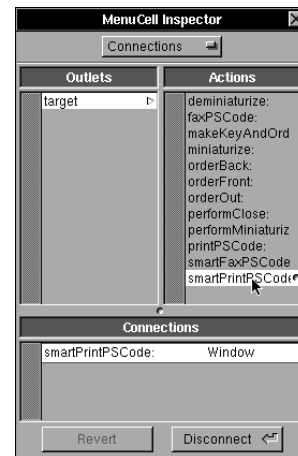 MenuCell Inspector
Connections
Outlets
Actions
target
deminiaturize:
faxPSCode:
makeKeyAndOrd
miniaturize:
orderBack:
orderFront:
orderOut:
performClose:
performMiniaturiz
printPSCode:
smartFaxPSCode
smartPrintPSCode
Connections
smartPrintPSCode: Window
Revert
Disconnect